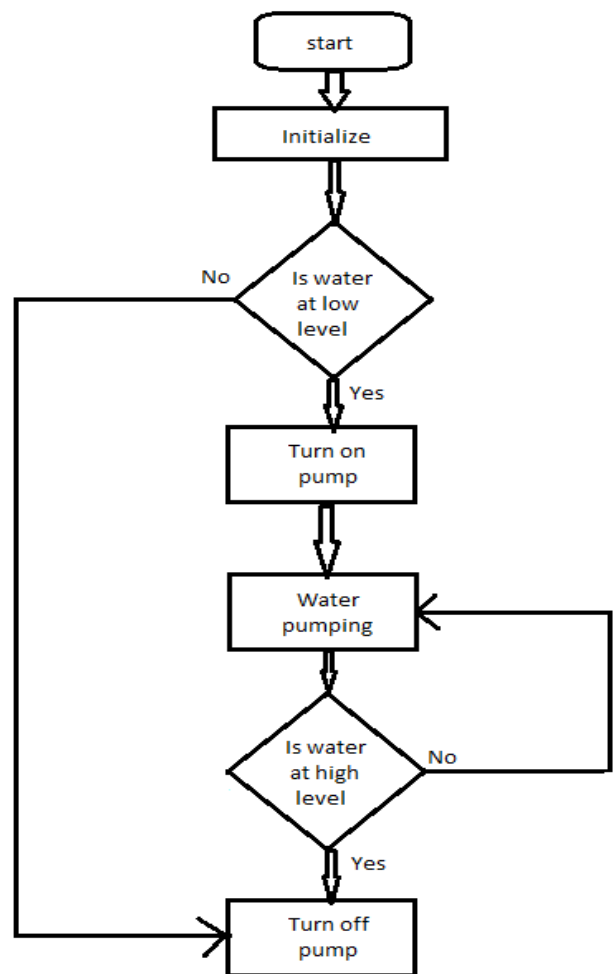 start
Initialize
No
Is water
at low
level
Yes
Turn on
pump
Water
pumping
Is water
at high
level
No
Yes
Turn off
pump